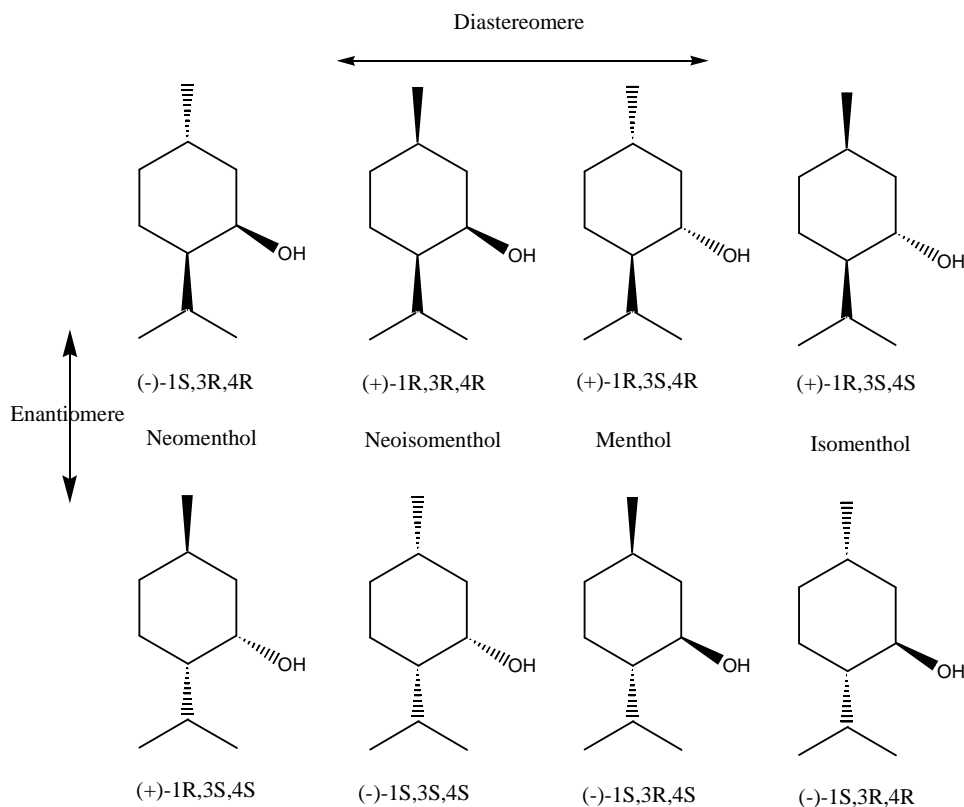 Diastereomere
OH
OH
OH
OH
(-)-1S,3R,4R
(+)-1R,3R,4R
(+)-1R,3S,4R
(+)-1R,3S,4S
Enantiomere
Neomenthol
Neoisomenthol
Menthol
Isomenthol
OH
OH
OH
OH
(+)-1R,3S,4S
(-)-1S,3S,4S
(-)-1S,3R,4S
(-)-1S,3R,4R